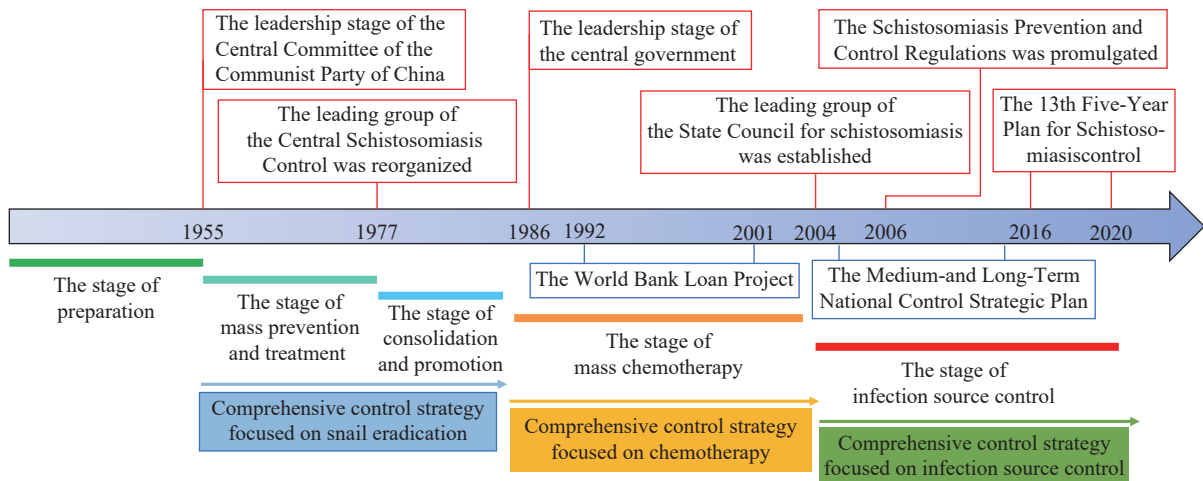 The leadership stage of the
Central Committee of the
Communist Party of China
The leading group of
the Central Schistosomiasis
Control was reorganized
The leadership stage of
the central government
The leading group of
the State Council for schistosomiasis
was established
The Schistosomiasis Prevention and
Control Regulations was promulgated
The 13th Five-Year
Plan for Schistoso-
miasiscontrol
1955
1977
1986
1992
2001
2004
2006
2016
2020
The World Bank Loan Project
The Medium-and Long-Term
National Control Strategic Plan
The stage of
preparation
The stage of
mass prevention
and treatment
The stage of
consolidation
and promotion
The stage of
mass chemotherapy
The stage of
infection source control
Comprehensive control strategy
focused on snail eradication
Comprehensive control strategy
focused on chemotherapy
Comprehensive control strategy
focused on infection source control